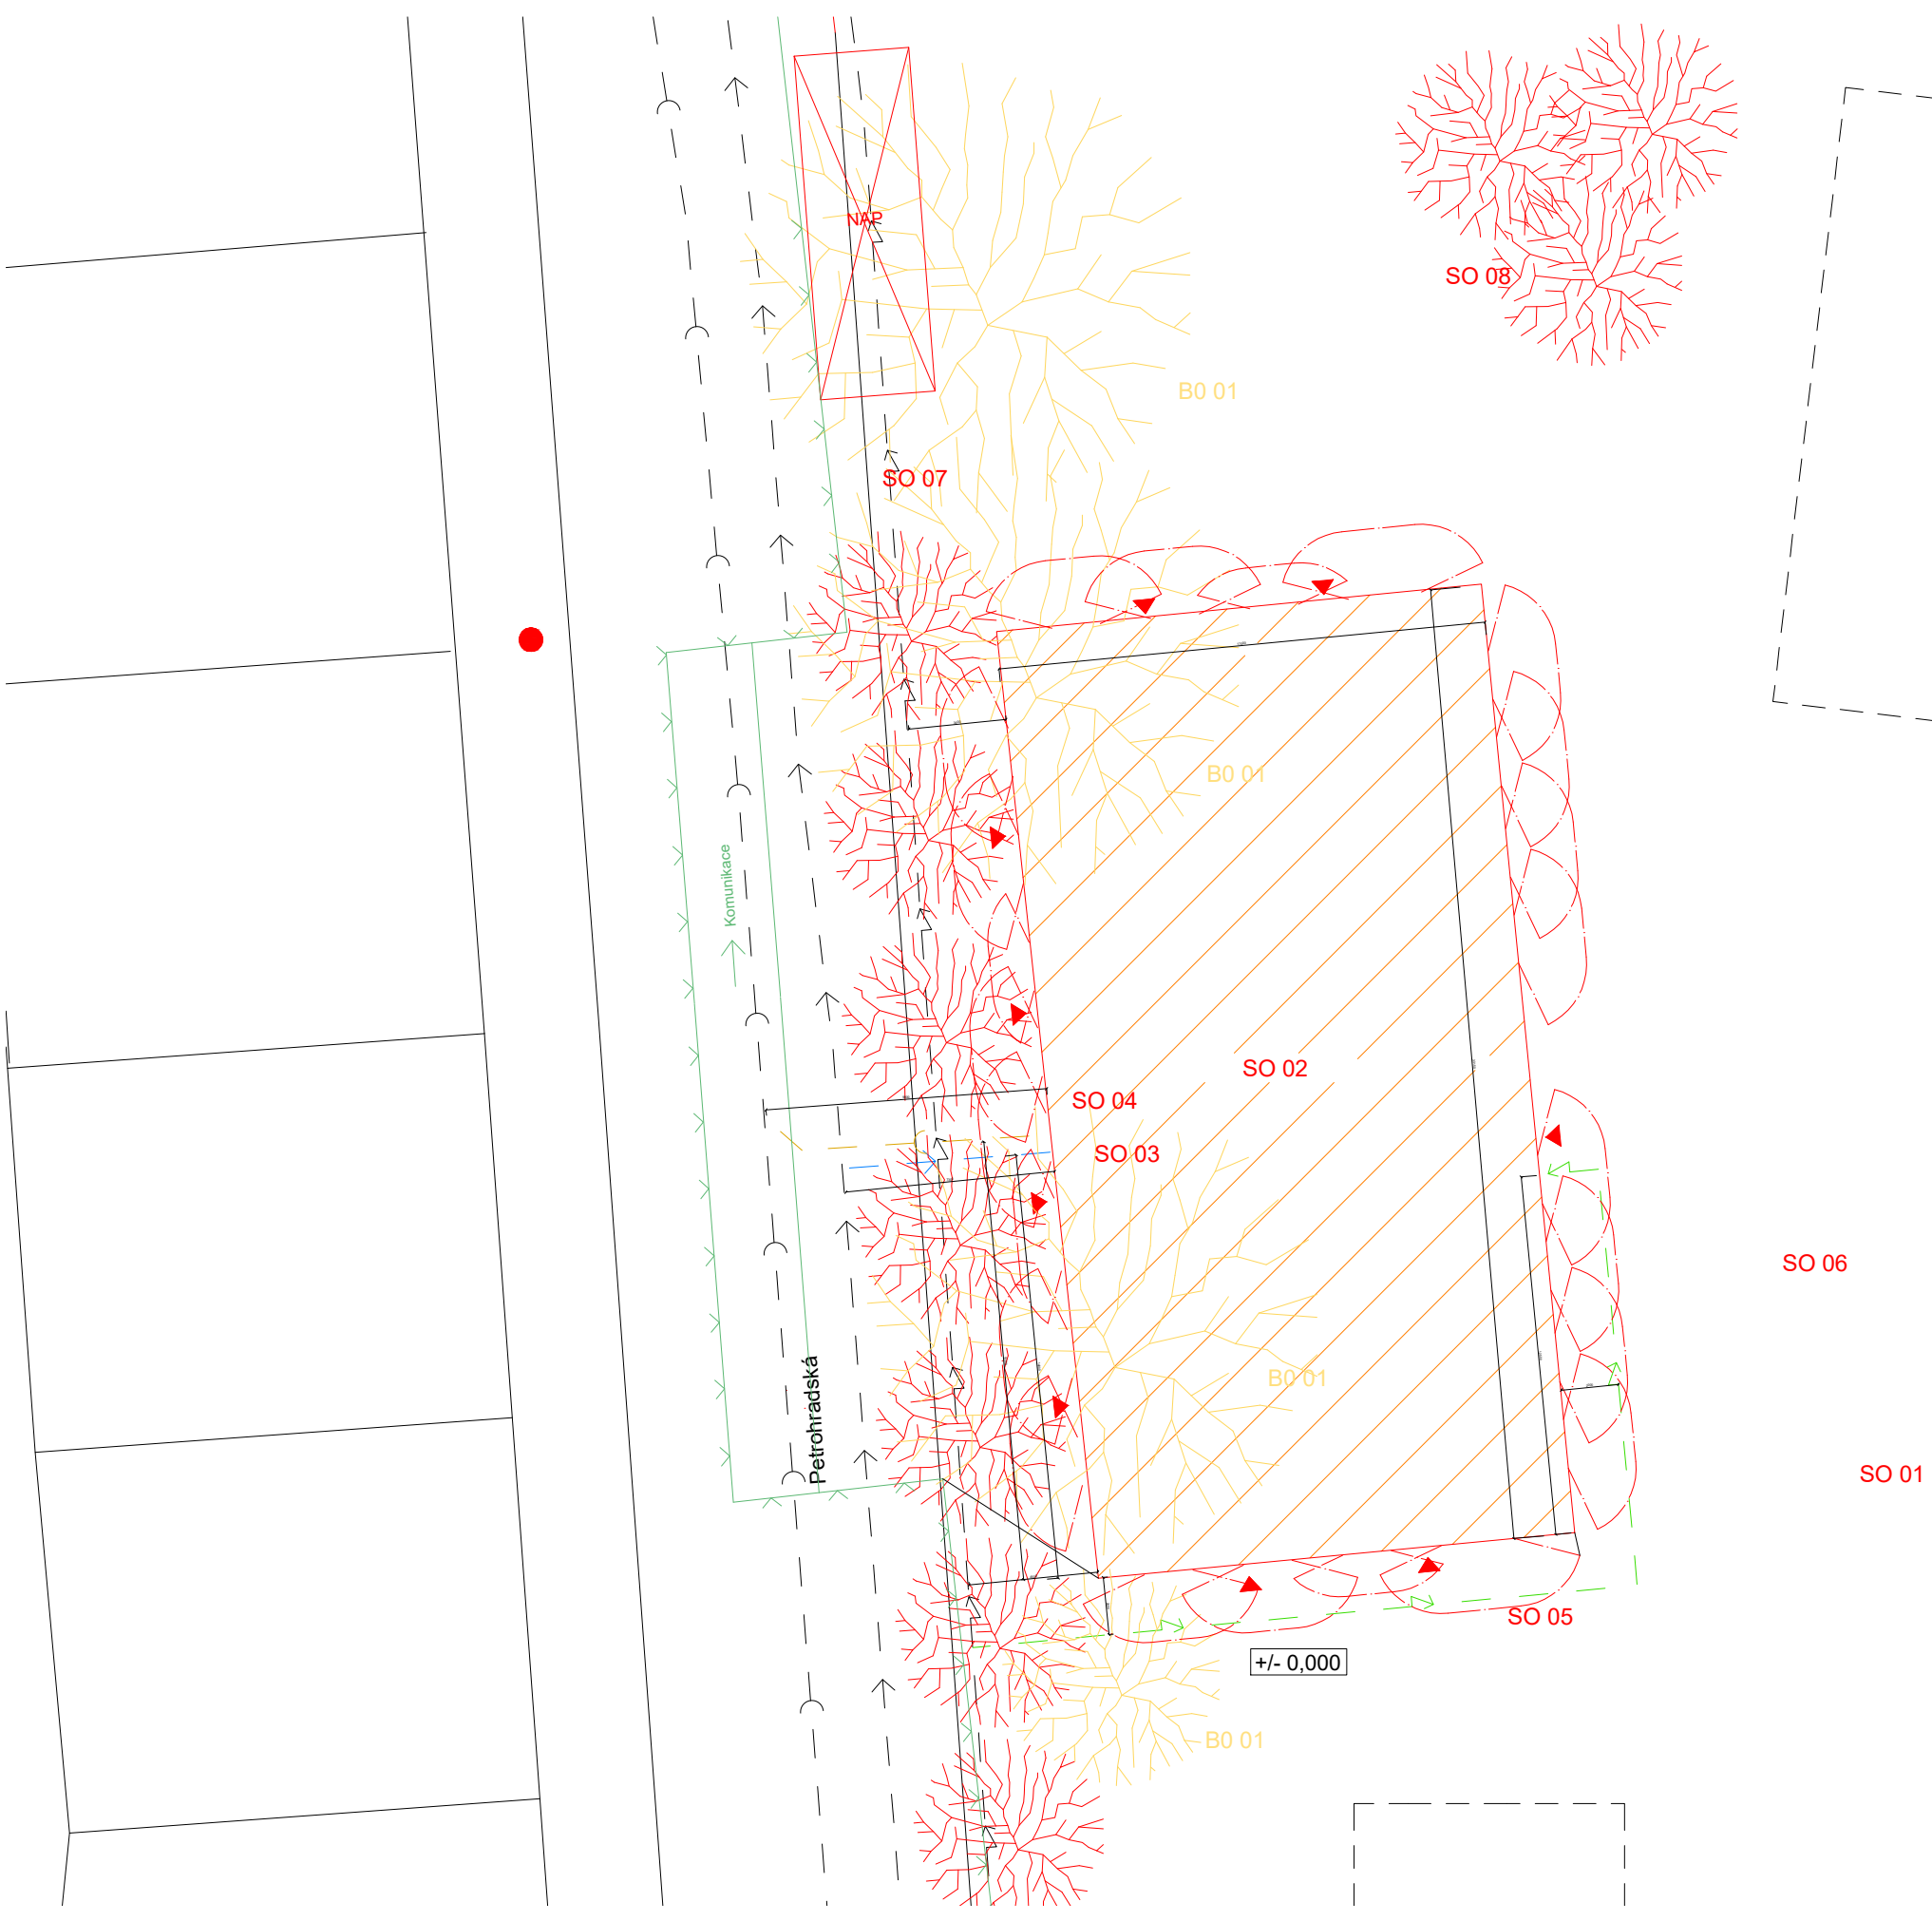 NAP
SO 08
B0 01
SO 07
B0 01
Komunikace
SO 02
SO 04
SO 03
SO 06
Petrohradská
B0 01
SO 01
SO 05
+/- 0,000
B0 01